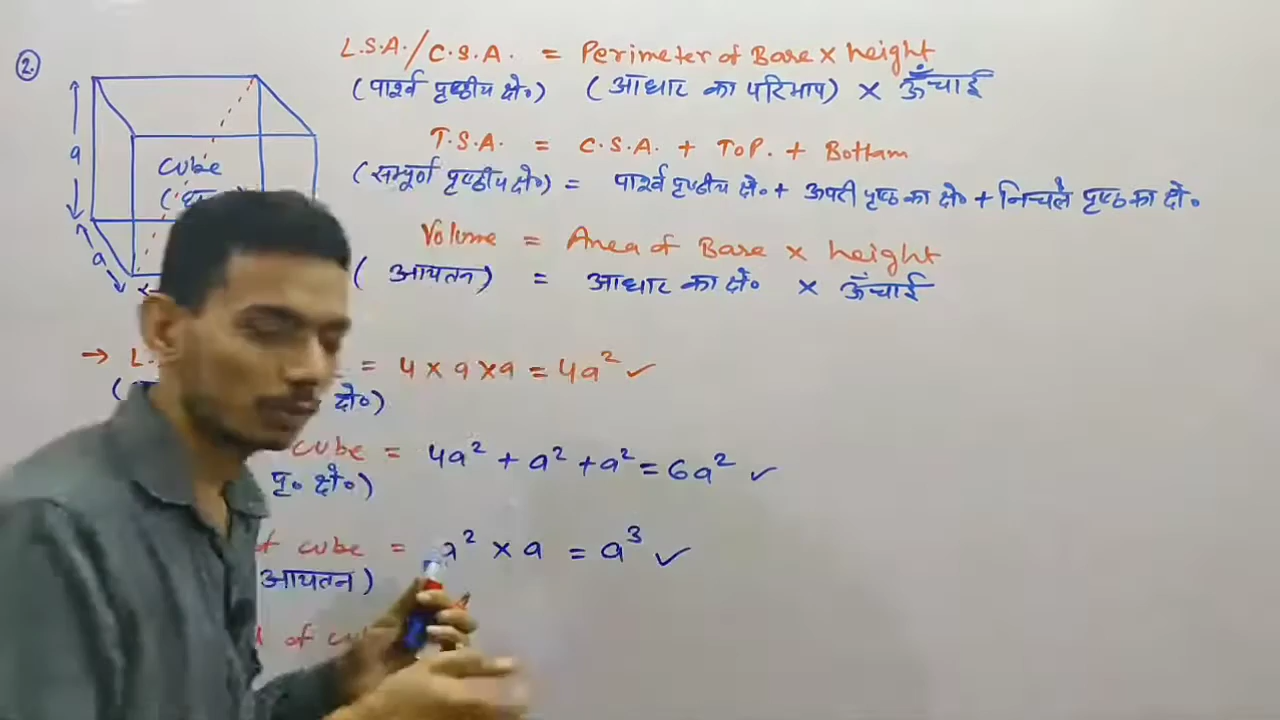 2.
L.S.A./C.S.A. = Perimeter of Base × height
(पार्श्व पृष्ठीय क्षे०) (आधार का परिमाप) × ऊँचाई
T.S.A. = C.S.A. + ToP. + Bottam
(सम्पूर्ण पृष्ठीय क्षे०) = पार्श्व पृष्ठीय क्षे० + ऊपरी पृष्ठ का क्षे० + निचले पृष्ठ का क्षे०
Volume = Area of Base × height
(आयतन) = आधार का क्षे० × ऊँचाई
a
cube
a
→ L. = 4 × a × a = 4a² ✓
( क्षे०)
cube = 4a² + a² + a² = 6a² ✓
पृ० क्षे०)
of cube = a² × a = a³ ✓
आयतन)
of